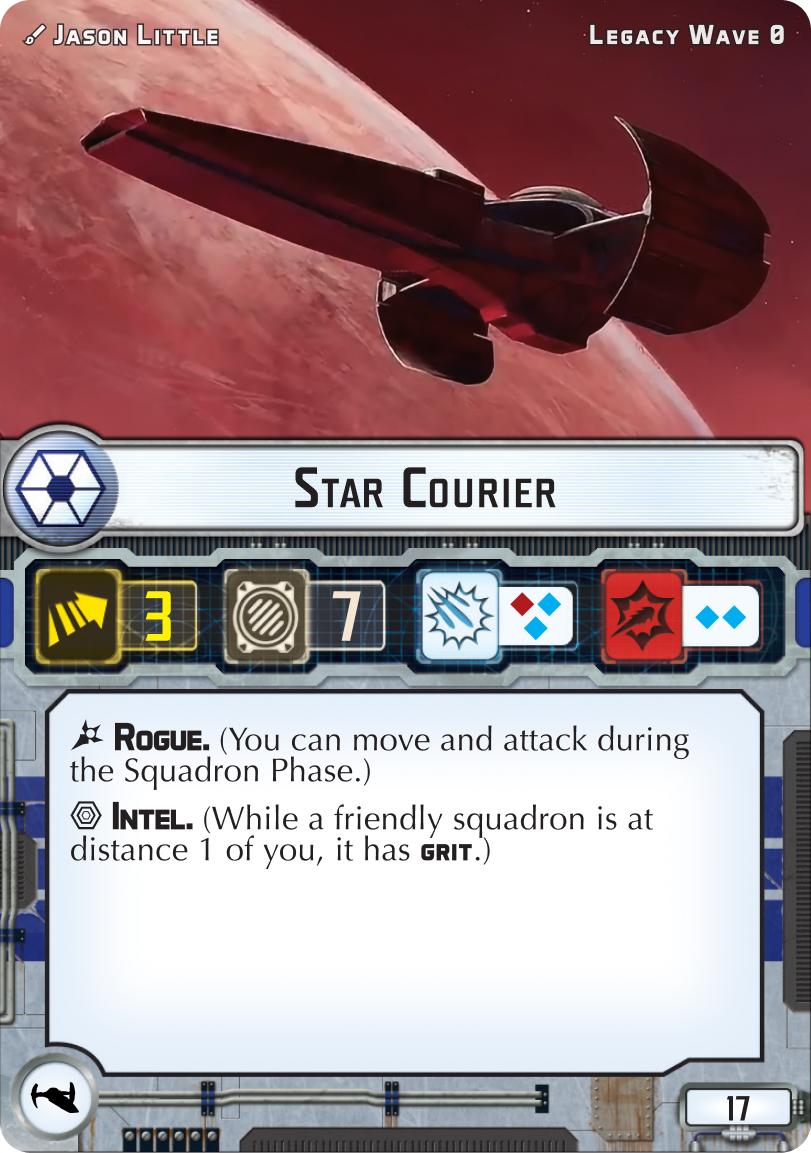 Jason Little
Legacy Wave 0
Star Courier
3
7
Rogue. (You can move and attack during
the Squadron Phase.)
Intel. (While a friendly squadron is at
distance 1 of you, it has grit.)
17